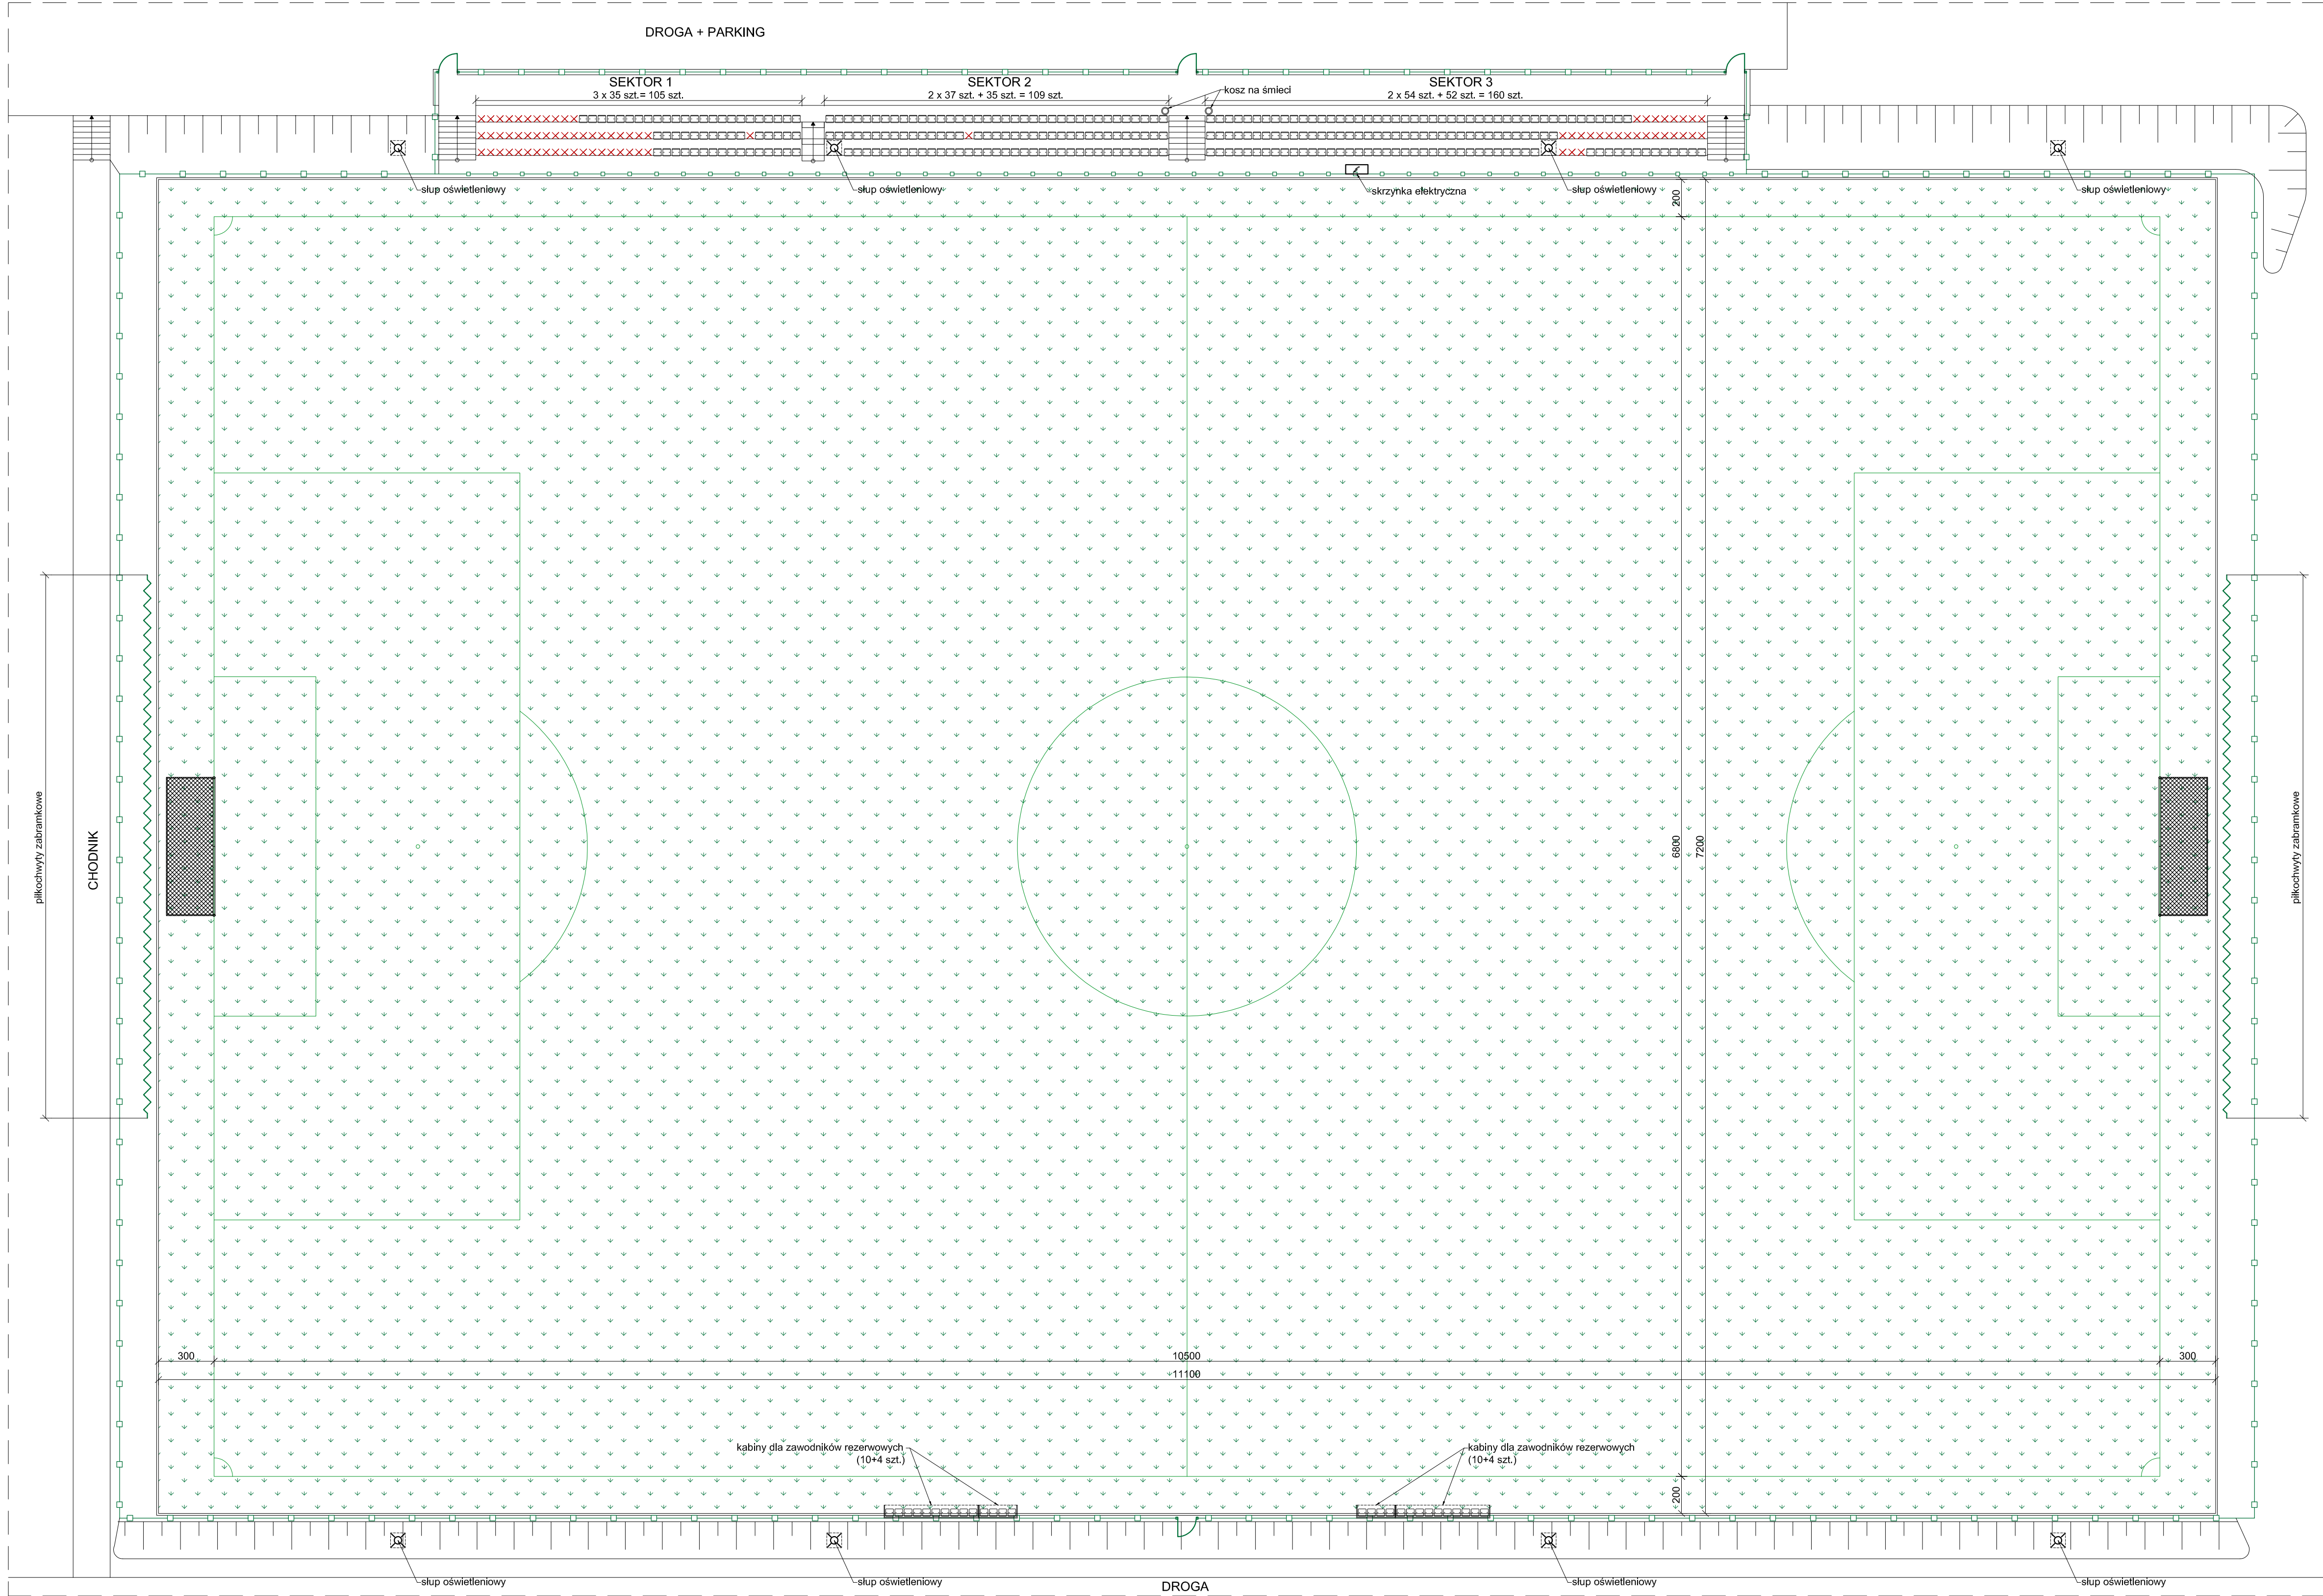 DROGA + PARKING
SEKTOR 1
3 x 35 szt.= 105 szt.
SEKTOR 2
2 x 37 szt. + 35 szt. = 109 szt.
SEKTOR 3
2 x 54 szt. + 52 szt. = 160 szt.
kosz na śmieci
słup oświetleniowy
słup oświetleniowy
skrzynka elektryczna
słup oświetleniowy
słup oświetleniowy
200
piłkochwyty zabramkowe
CHODNIK
6800
7200
piłkochwyty zabramkowe
300
10500
300
11100
kabiny dla zawodników rezerwowych
(10+4 szt.)
kabiny dla zawodników rezerwowych
(10+4 szt.)
200
słup oświetleniowy
słup oświetleniowy
słup oświetleniowy
słup oświetleniowy
DROGA